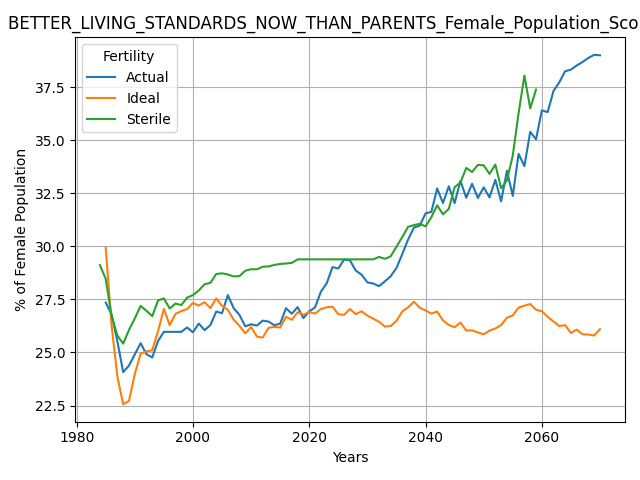 BETTER_LIVING_STANDARDS_NOW_THAN_PARENTS_Female_Population_Sco
Fertility
Actual
Ideal
Sterile
% of Female Population
37.5
35.0
32.5
30.0
27.5
25.0
22.5
1980 2000 2020 2040 2060
Years